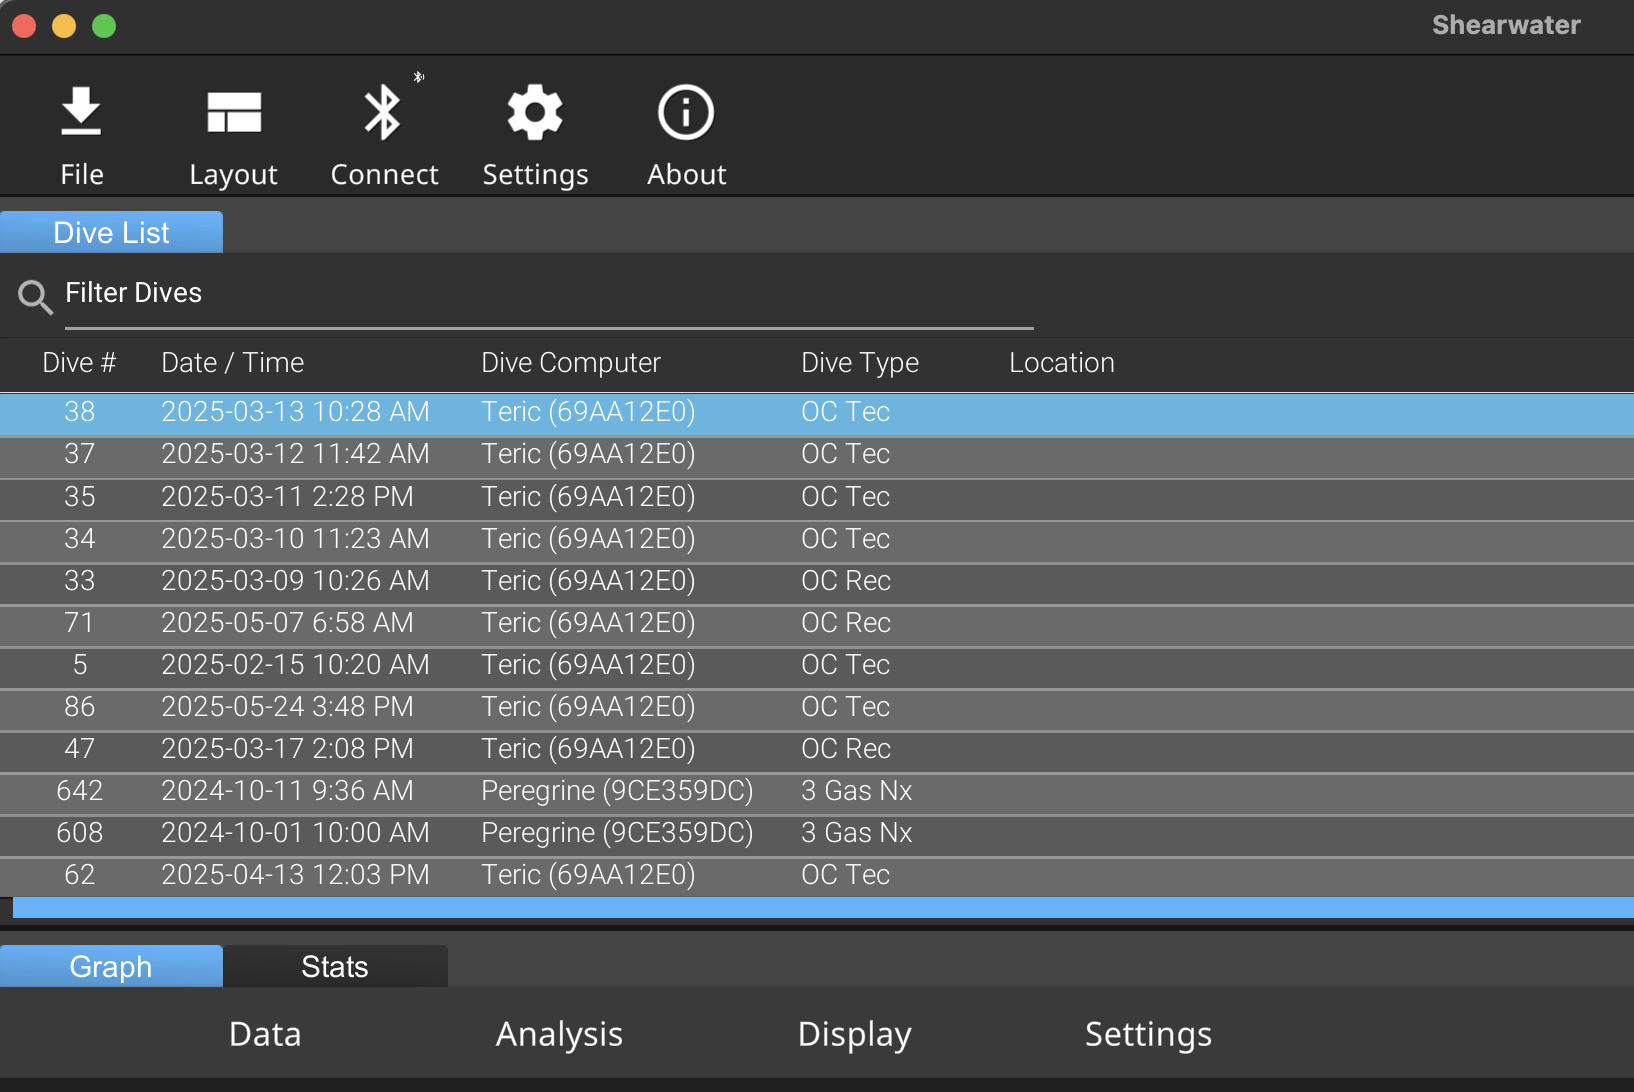 Shearwater
File Layout Connect Settings About
Dive List
Filter Dives
Dive # Date / Time Dive Computer Dive Type Location
38 2025-03-13 10:28 AM Teric (69AA12E0) OC Tec
37 2025-03-12 11:42 AM Teric (69AA12E0) OC Tec
35 2025-03-11 2:28 PM Teric (69AA12E0) OC Tec
34 2025-03-10 11:23 AM Teric (69AA12E0) OC Tec
33 2025-03-09 10:26 AM Teric (69AA12E0) OC Rec
71 2025-05-07 6:58 AM Teric (69AA12E0) OC Rec
5 2025-02-15 10:20 AM Teric (69AA12E0) OC Tec
86 2025-05-24 3:48 PM Teric (69AA12E0) OC Tec
47 2025-03-17 2:08 PM Teric (69AA12E0) OC Rec
642 2024-10-11 9:36 AM Peregrine (9CE359DC) 3 Gas Nx
608 2024-10-01 10:00 AM Peregrine (9CE359DC) 3 Gas Nx
62 2025-04-13 12:03 PM Teric (69AA12E0) OC Tec
Graph Stats
Data Analysis Display Settings